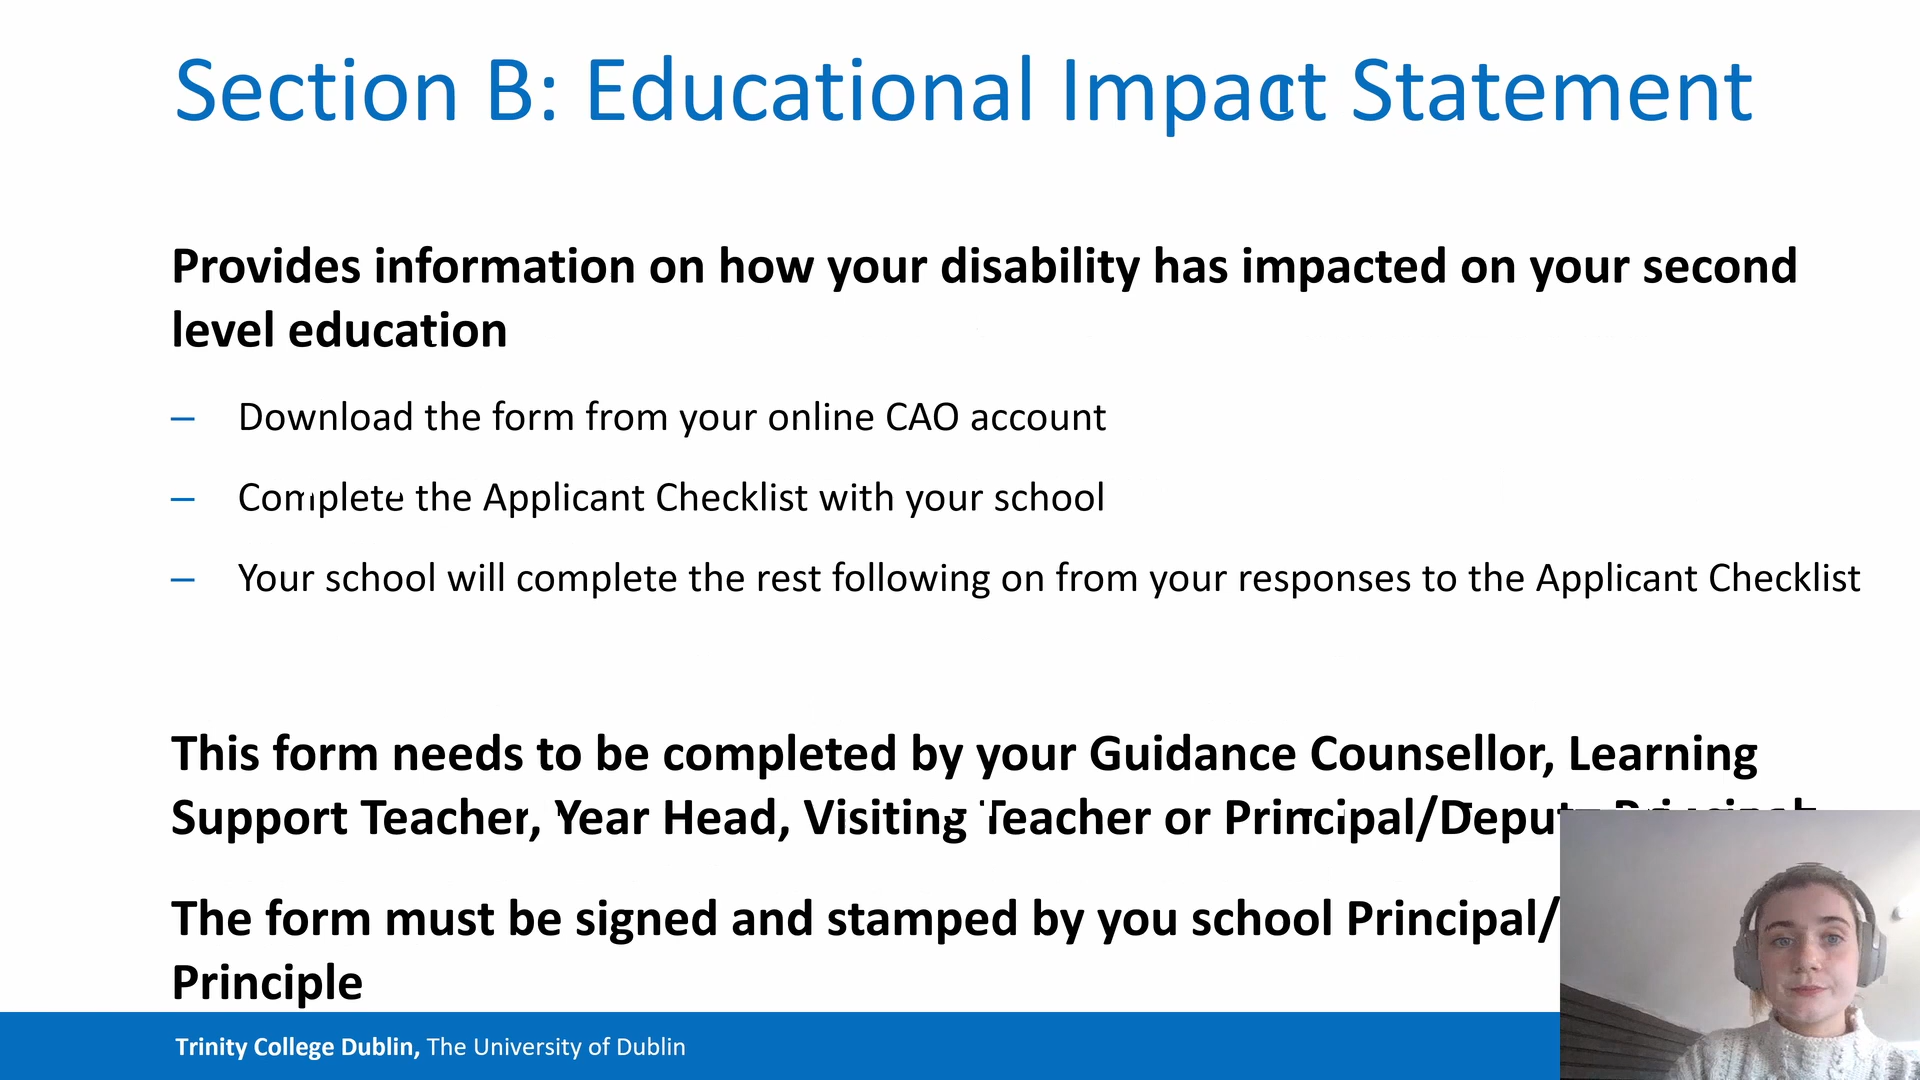 Section B: Educational Impact Statement
Provides information on how your disability has impacted on your second
level education
– Download the form from your online CAO account
– Complete the Applicant Checklist with your school
– Your school will complete the rest following on from your responses to the Applicant Checklist
This form needs to be completed by your Guidance Counsellor, Learning
Support Teacher, Year Head, Visiting Teacher or Principal/Deputy Principal
The form must be signed and stamped by you school Principal/
Principle
Trinity College Dublin, The University of Dublin